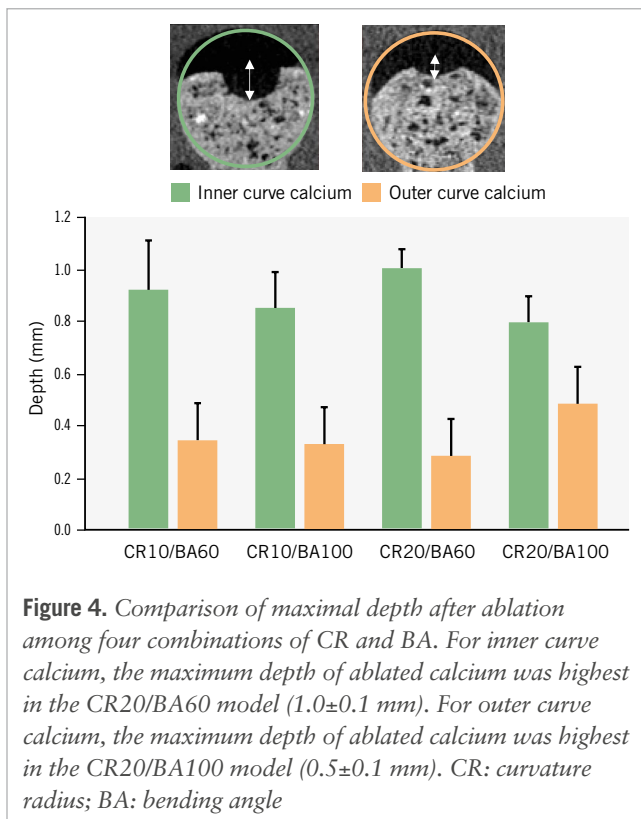 Inner curve calcium Outer curve calcium
1.2
1.0
0.8
0.6
0.4
0.2
0.0
Depth (mm)
CR10/BA60 CR10/BA100 CR20/BA60 CR20/BA100
Figure 4. Comparison of maximal depth after ablation
among four combinations of CR and BA. For inner curve
calcium, the maximum depth of ablated calcium was highest
in the CR20/BA60 model (1.0±0.1 mm). For outer curve
calcium, the maximum depth of ablated calcium was highest
in the CR20/BA100 model (0.5±0.1 mm). CR: curvature
radius; BA: bending angle